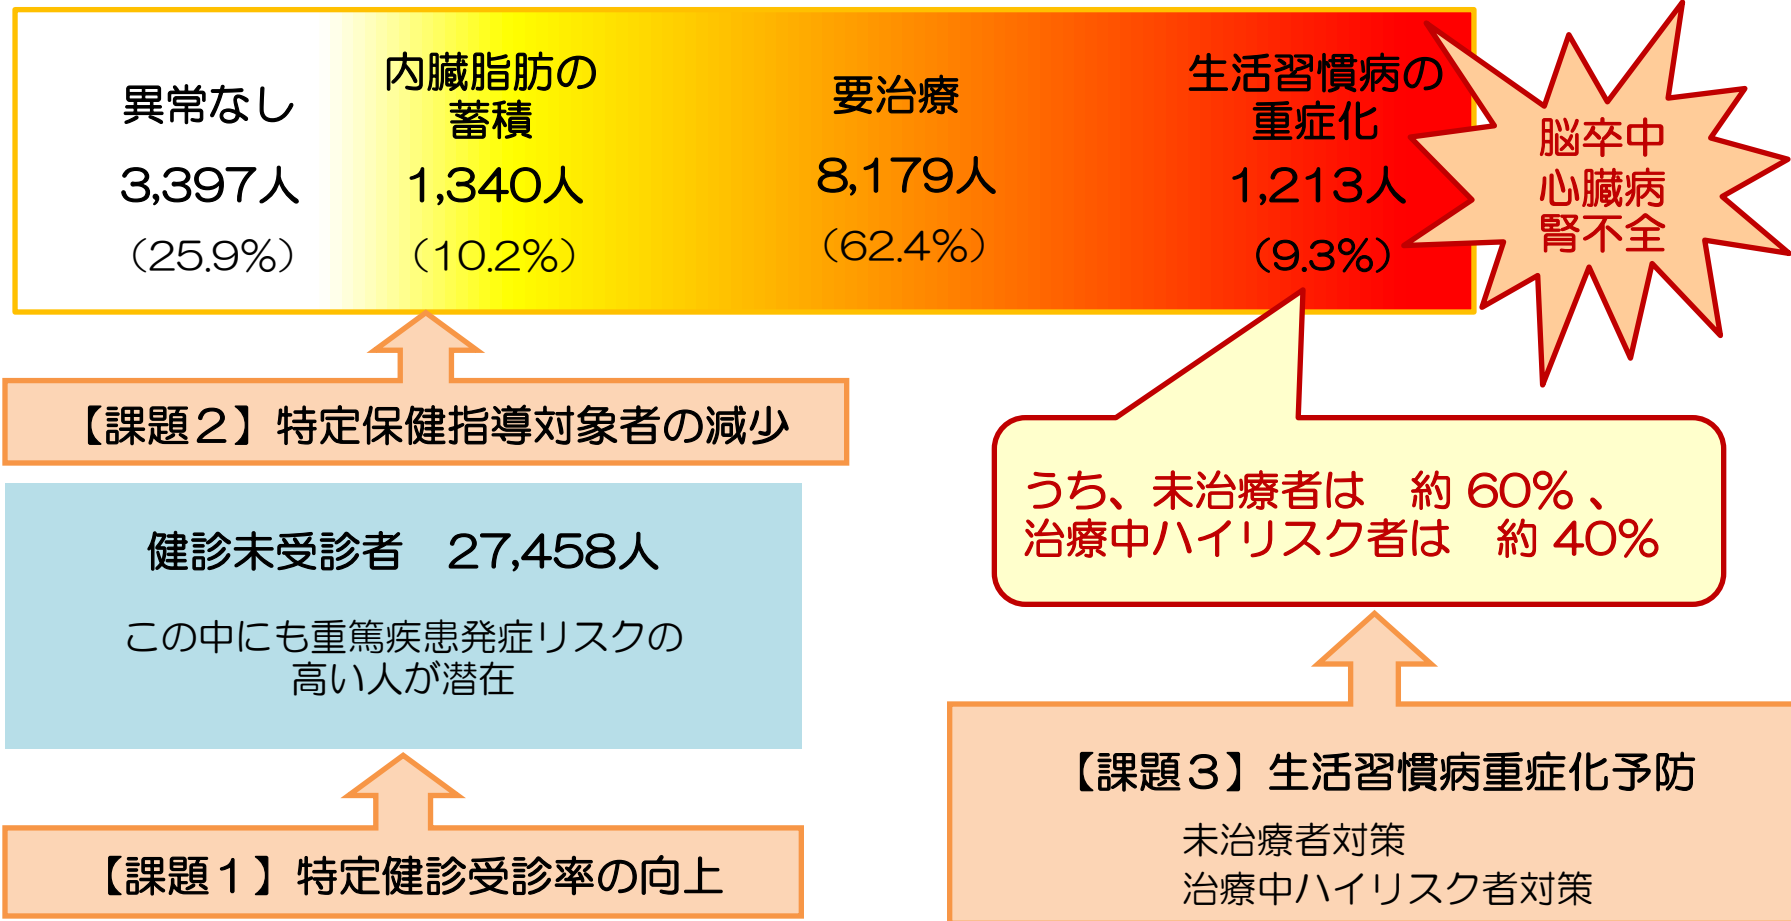 異常なし
3,397人
（25.9%）
内臓脂肪の
蓄積
1,340人
（10.2%）
要治療
8,179人
（62.4%）
生活習慣病の
重症化
1,213人
（9.3%）
脳卒中
心臓病
腎不全
【課題２】特定保健指導対象者の減少
うち、未治療者は　約 60% 、
治療中ハイリスク者は　約 40%
健診未受診者　27,458人
この中にも重篤疾患発症リスクの
高い人が潜在
【課題３】生活習慣病重症化予防
未治療者対策
治療中ハイリスク者対策
【課題１】特定健診受診率の向上